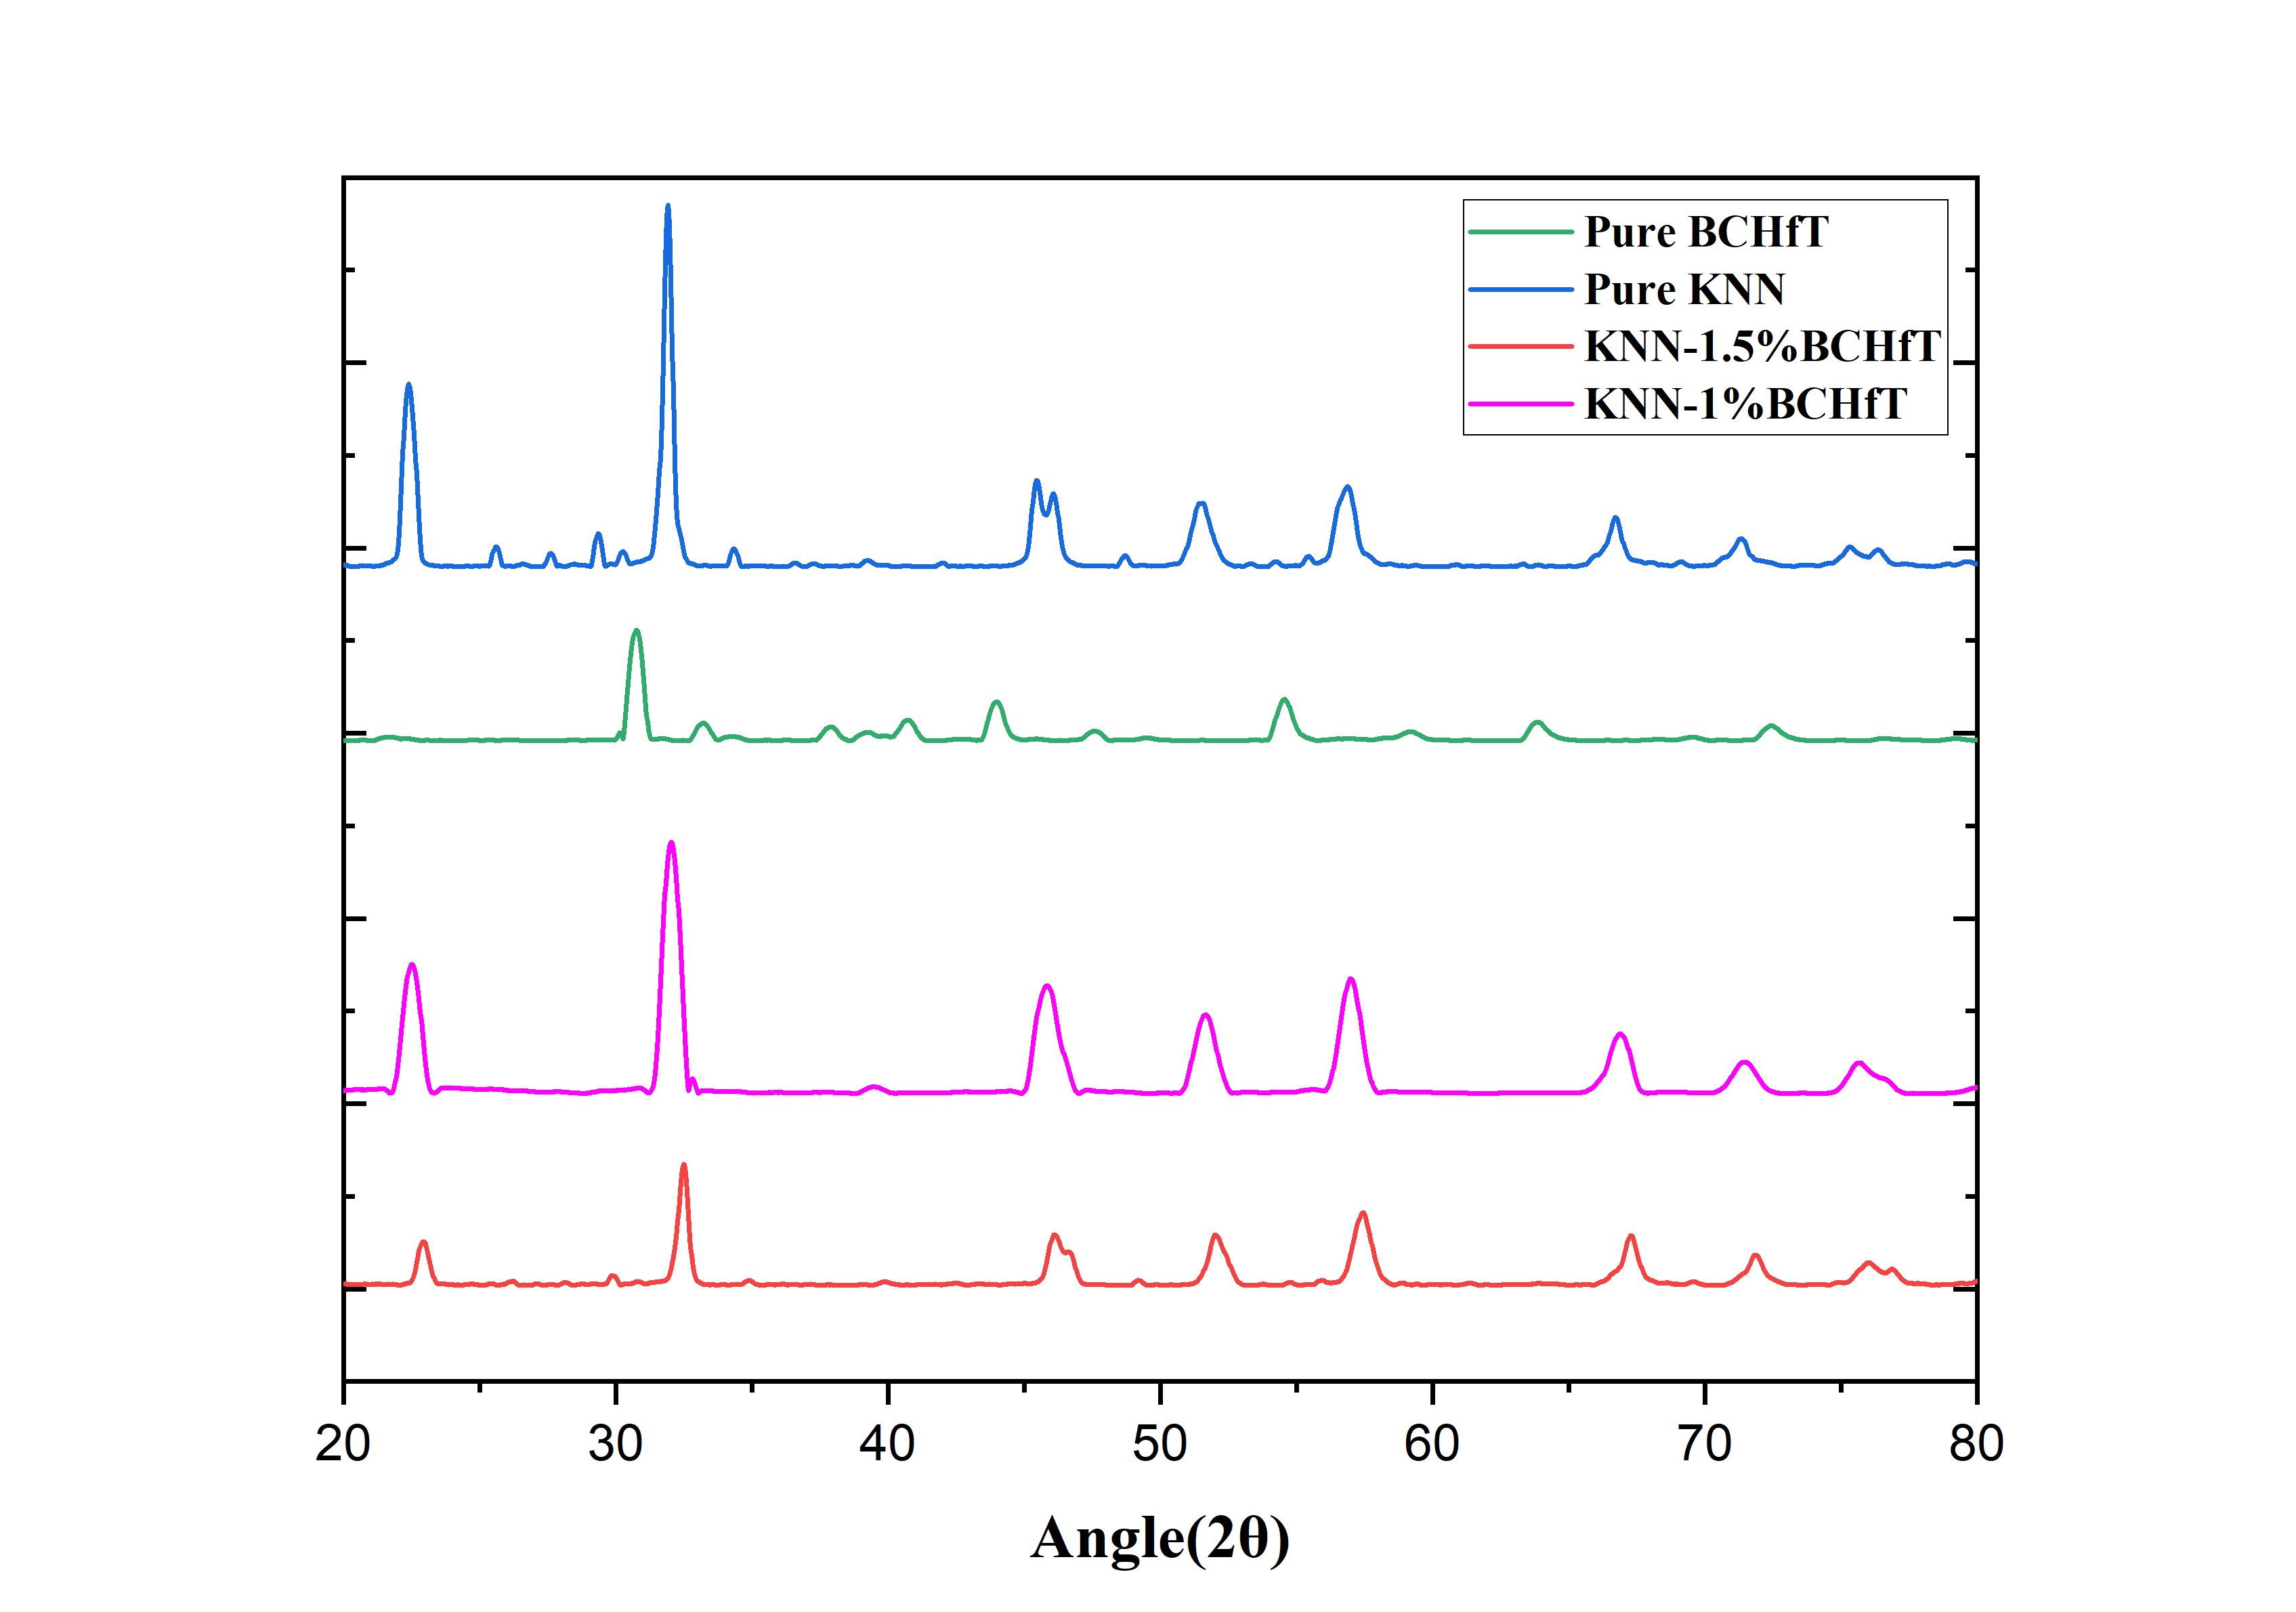 Pure BCHfT
Pure KNN
KNN-1.5%BCHfT
KNN-1%BCHfT
20 30 40 50 60 70 80
Angle(2θ)